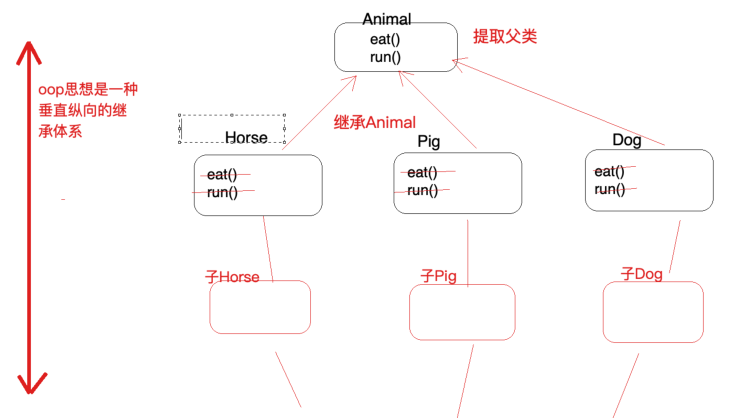 Animal
eat()
run()
提取父类
oop思想是一种
垂直纵向的继
承体系
继承Animal
Horse
eat()
run()
Pig
eat()
run()
Dog
eat()
run()
子Horse
子Pig
子Dog